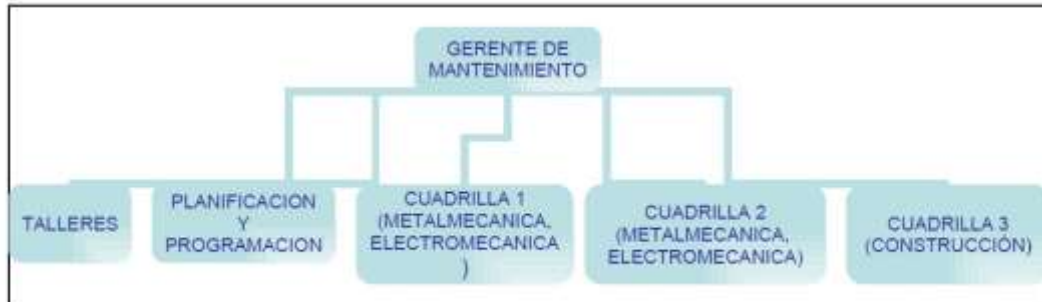 GERENTE DE
MANTENIMIENTO
TALLERES
PLANIFICACION
Y
PROGRAMACION
CUADRILLA 1
(METALMECANICA,
ELECTROMECANICA
)
CUADRILLA 2
(METALMECANICA,
ELECTROMECANICA)
CUADRILLA 3
(CONSTRUCCIÓN)